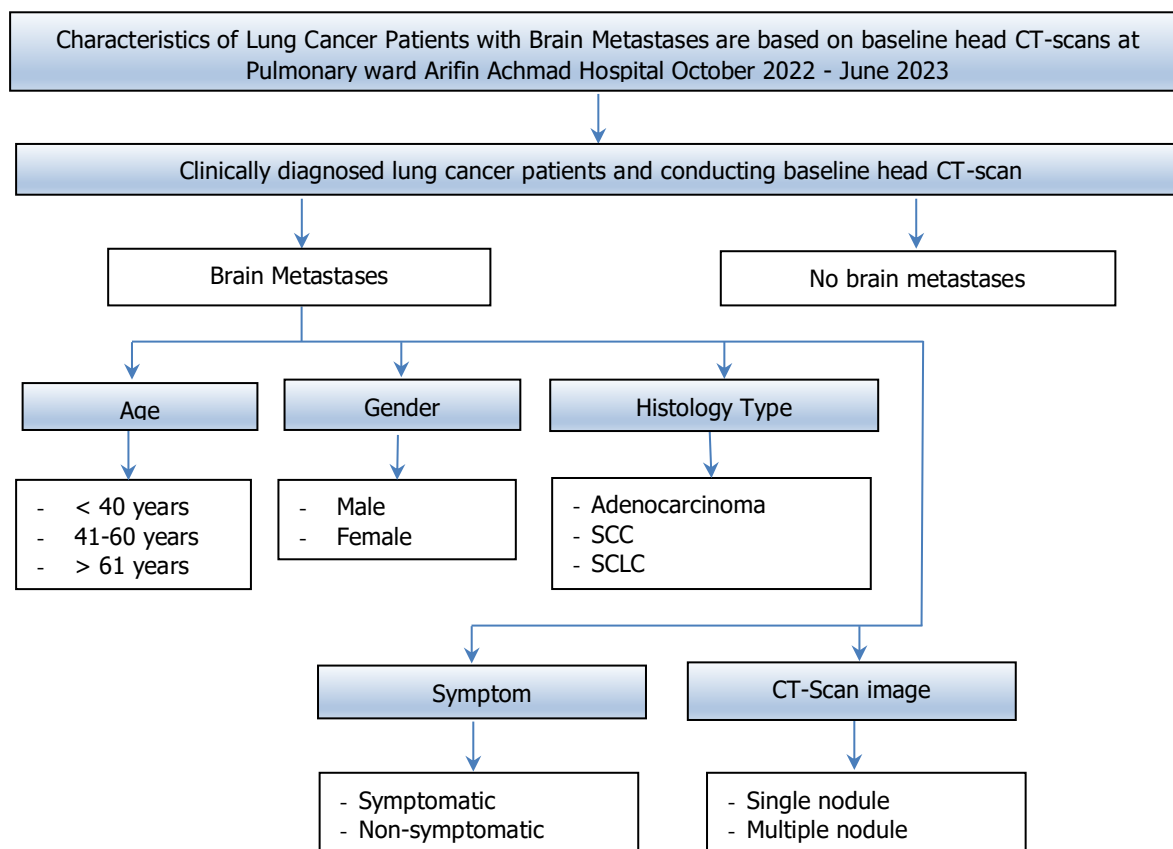 Characteristics of Lung Cancer Patients with Brain Metastases are based on baseline head CT-scans at
Pulmonary ward Arifin Achmad Hospital October 2022 - June 2023
Clinically diagnosed lung cancer patients and conducting baseline head CT-scan
Brain Metastases
No brain metastases
Age
Gender
Histology Type
- < 40 years
- 41-60 years
- > 61 years
- Male
- Female
- Adenocarcinoma
- SCC
- SCLC
Symptom
CT-Scan image
- Symptomatic
- Non-symptomatic
- Single nodule
- Multiple nodule